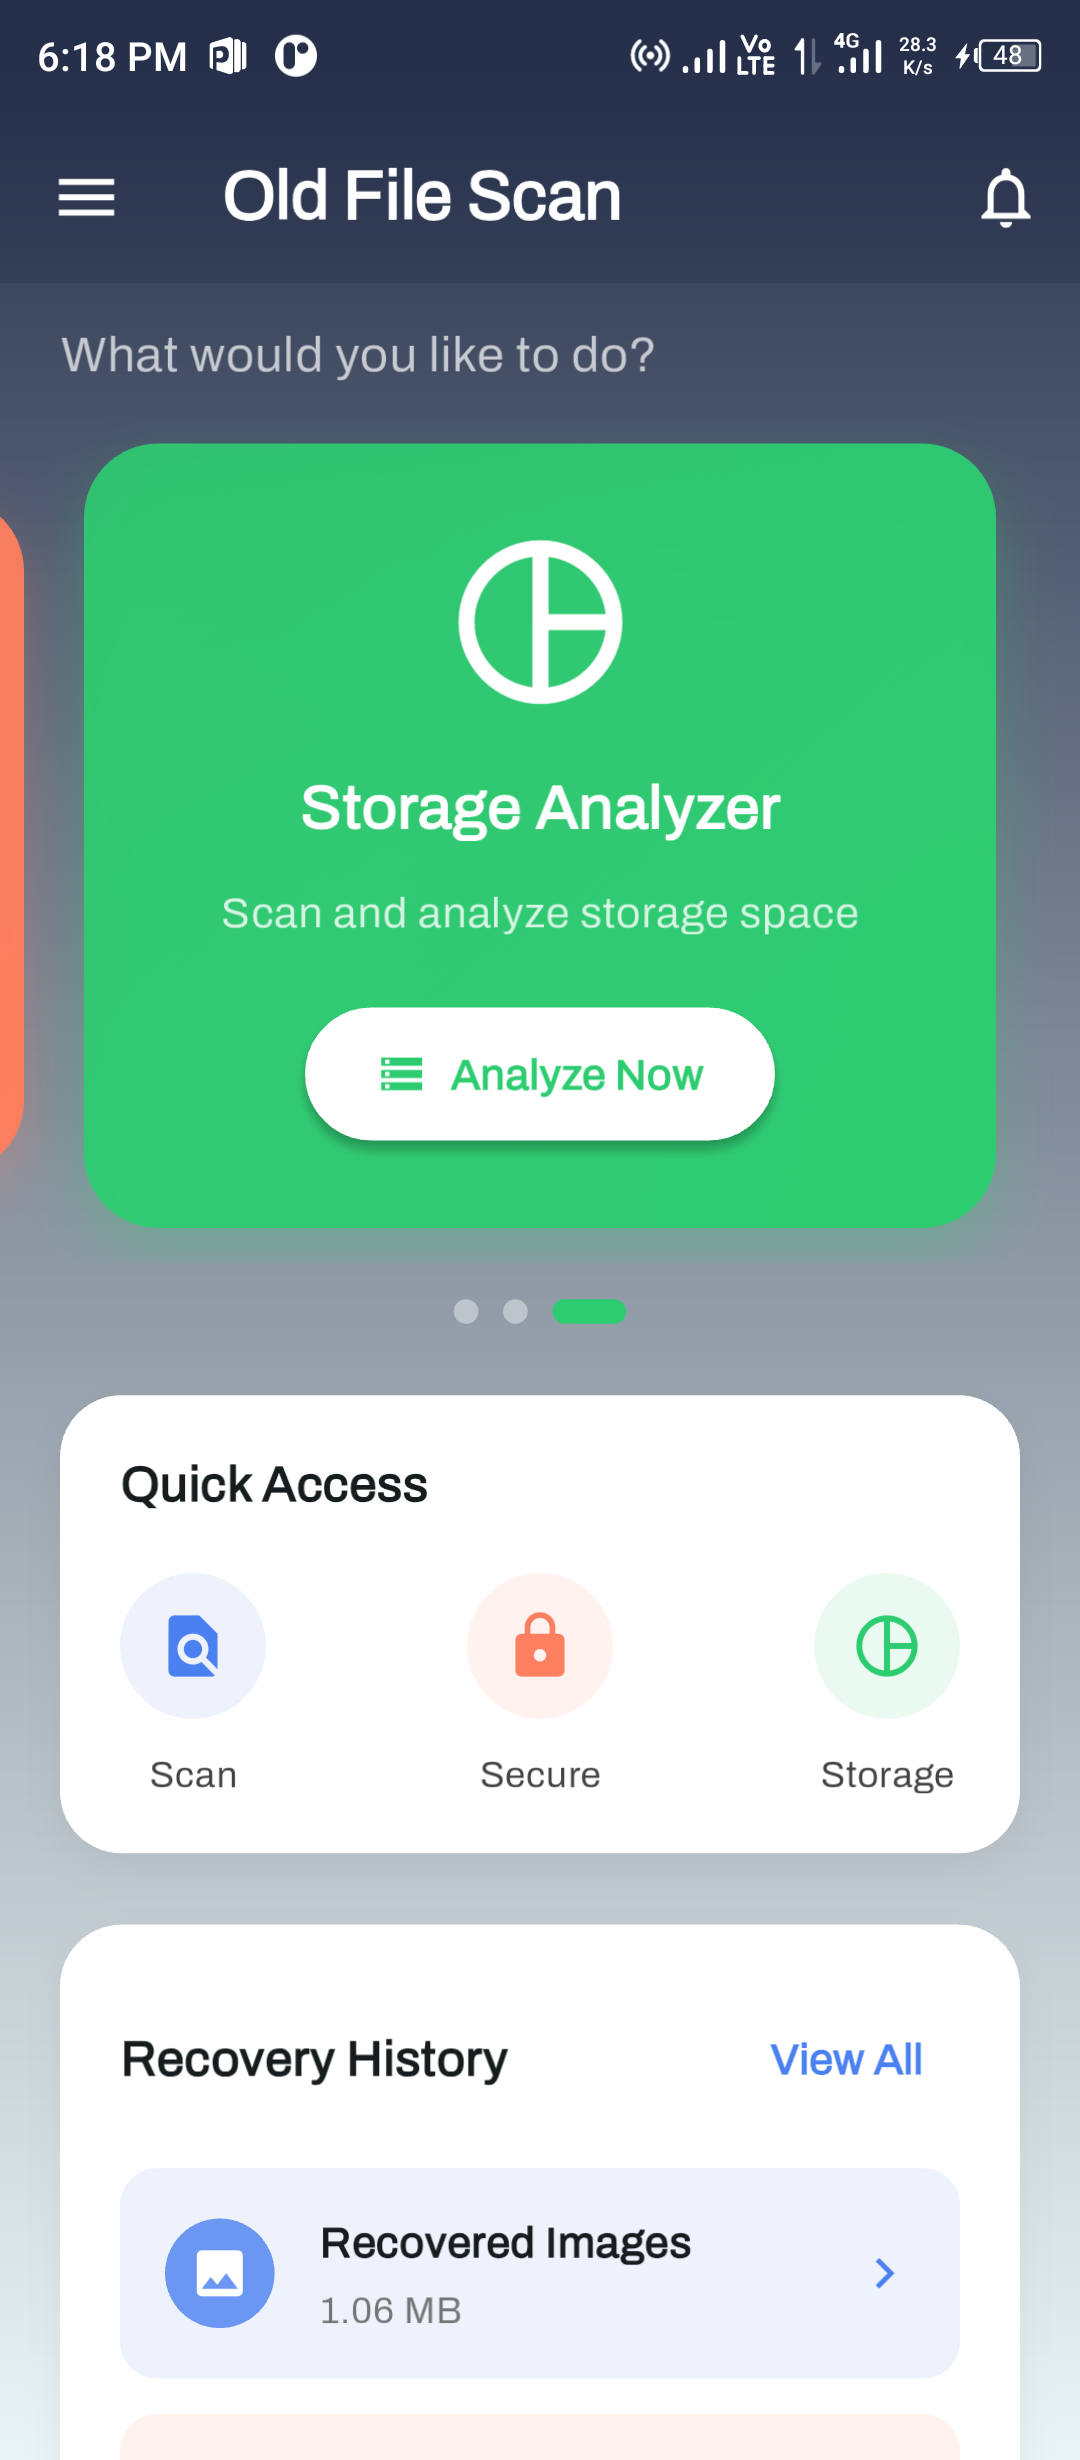 6:18 PM
Vo LTE 4G 28.3 K/s 48
Old File Scan
What would you like to do?
Storage Analyzer
Scan and analyze storage space
Analyze Now
Quick Access
Scan
Secure
Storage
Recovery History
View All
Recovered Images
1.06 MB